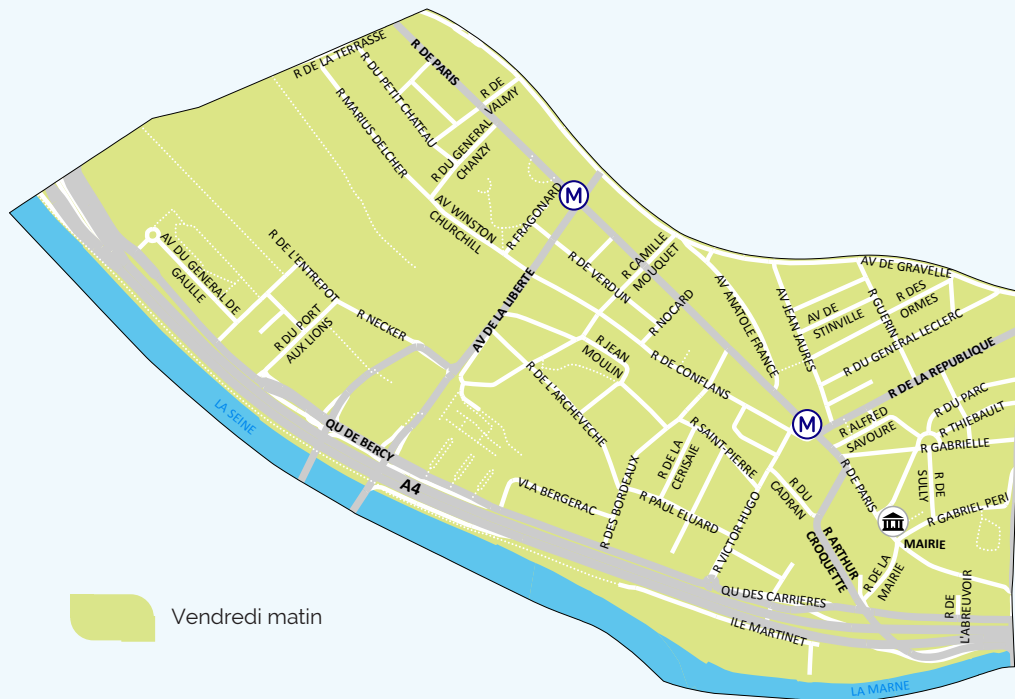 R DE LA TERRASSE
R DE PARIS
R DU PETIT CHATEAU
R DE
VALMY
R MARIUS DELCHER
R DU GENERAL
CHANZY
M
R FRAGONARD
AV WINSTON
CHURCHILL
R DE VERDUN
R CAMILLE
MOUQUET
AV DU GENERAL DE
GAULLE
R DE L'ENTREPOT
R DU PORT
AUX LIONS
R NECKER
AV DE LA LIBERTE
R NOCARD
AV ANATOLE FRANCE
AV JEAN JAURES
AV DE GRAVELLE
R GUERIN
R DES
ORMES
AV DE
STINVILLE
R DU GENERAL LECLERC
R DE LA REPUBLIQUE
R JEAN
MOULIN
R DE CONFLANS
R DE L'ARCHEVECHE
M
R DU PARC
R THIEBAULT
R ALFRED
SAVOURE
R GABRIELLE
LA SEINE
QU DE BERCY
A4
R SAINT-PIERRE
R DE LA
CERISAIE
R DES BORDEAUX
VLA BERGERAC
R PAUL ELUARD
R VICTOR HUGO
R DU
CADRAN
R DE PARIS
R DE
SULLY
R GABRIEL PERI
MAIRIE
R ARTHUR
CROQUETTE
R DE LA
MAIRIE
QU DES CARRIERES
R DE
L'ABREUVOIR
ILE MARTINET
LA MARNE
Vendredi matin